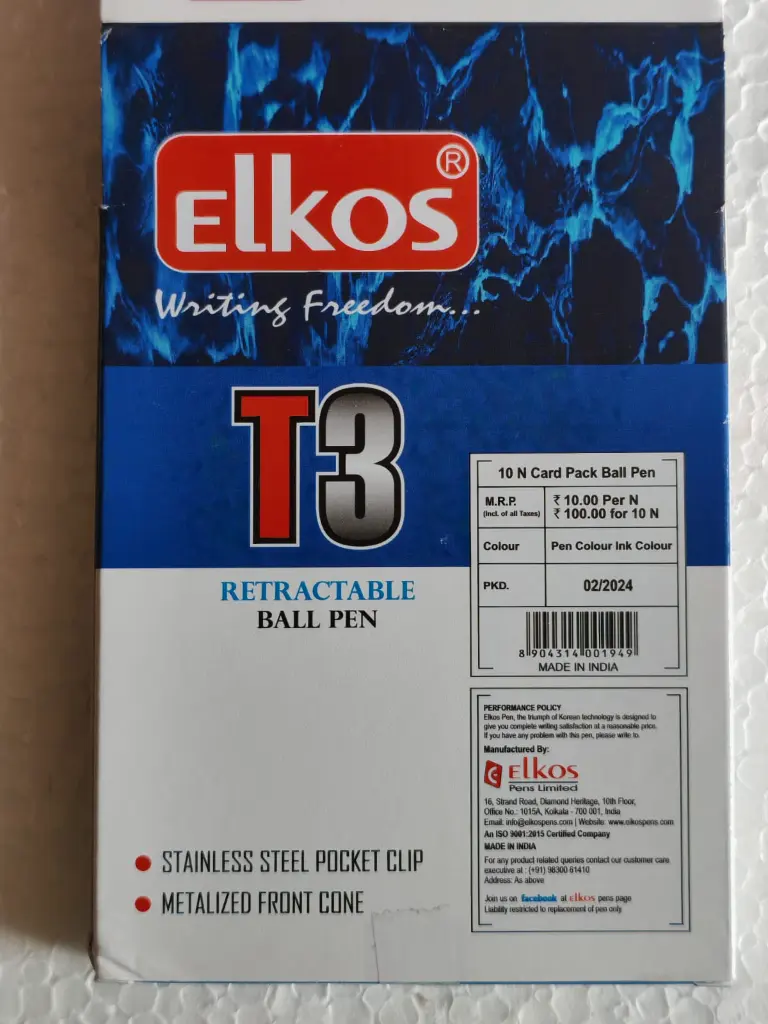 Elkos®
Writing Freedom...
T3
RETRACTABLE
BALL PEN
10 N Card Pack Ball Pen
M.R.P. ₹ 10.00 Per N
(Incl. of all Taxes) ₹ 100.00 for 10 N
Colour Pen Colour Ink Colour
PKD. 02/2024
8 904314 001949
MADE IN INDIA
PERFORMANCE POLICY
Elkos Pen, the triumph of Korean technology is designed to
give you complete writing satisfaction at a reasonable price.
If you have any problem with this pen, please write to.
Manufactured By:
Elkos
Pens Limited
16, Strand Road, Diamond Heritage, 10th Floor,
Office No.: 1015A, Kolkata - 700 001, India
Email: info@elkospens.com | Website: www.elkospens.com
An ISO 9001:2015 Certified Company
MADE IN INDIA
For any product related queries contact our customer care
executive at : (+91) 98300 61410
Address: As above
Join us on facebook at elkos pens page
Liability restricted to replacement of pen only
STAINLESS STEEL POCKET CLIP
METALIZED FRONT CONE